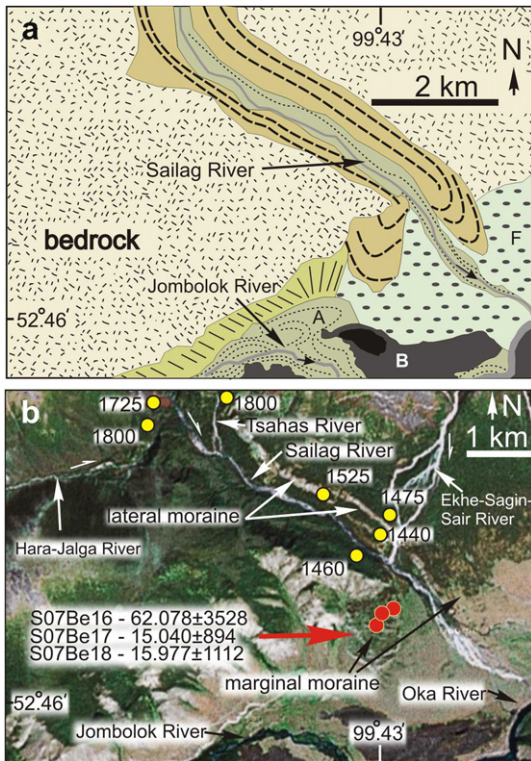 a
99°43'
N
2 km
Sailag River
bedrock
F
Jombolok River
52°46
A
B
b
1725
1800
N
1800
Tsahas River
1 km
Sailag River
1525
1475
lateral moraine
Ekhe-Sagin-
Sair River
Hara-Jalga River
1440
1460
S07Be16 - 62.078±3528
S07Be17 - 15.040±894
S07Be18 - 15.977±1112
marginal moraine
Oka River
52°46'
99°43'
Jombolok River